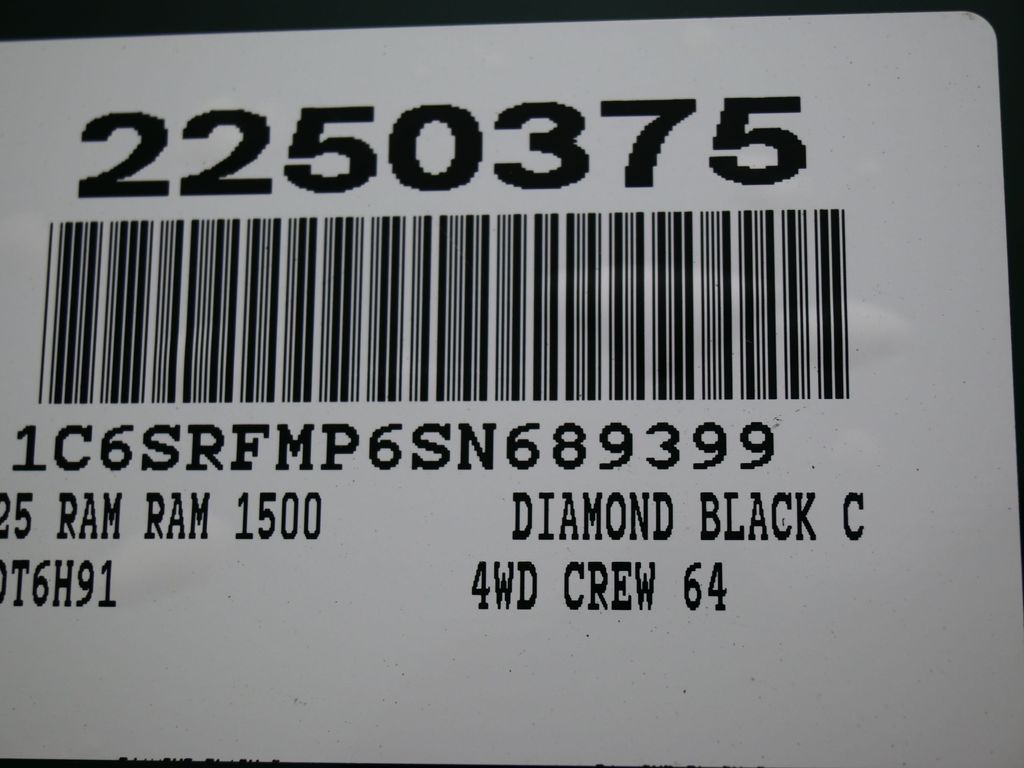 2250375
1C6SRFMP6SN689399
25 RAM RAM 1500 DIAMOND BLACK C
DT6H91 4WD CREW 64